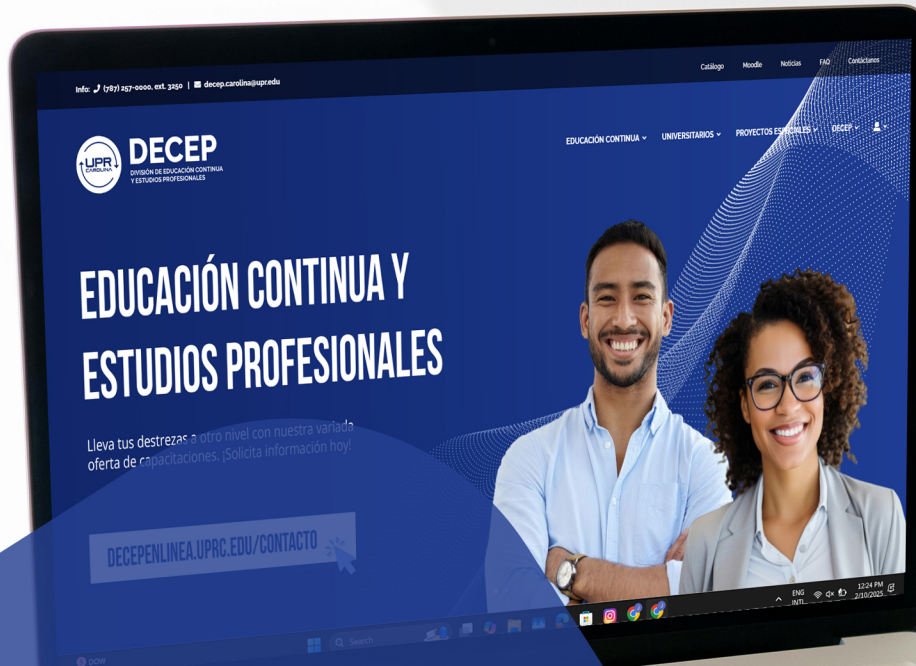 Info: (787) 257-0000, ext. 3250 | decep.carolina@upr.edu
Catálogo Moodle Noticias FAQ Contáctanos
UPR
CAROLINA
DECEP
DIVISIÓN DE EDUCACIÓN CONTINUA
Y ESTUDIOS PROFESIONALES
EDUCACIÓN CONTINUA UNIVERSITARIOS PROYECTOS ESPECIALES DECEP
EDUCACIÓN CONTINUA Y
ESTUDIOS PROFESIONALES
Lleva tus destrezas a otro nivel con nuestra variada
oferta de capacitaciones. ¡Solicita información hoy!
DECEPENLINEA.UPRC.EDU/CONTACTO
DOW
Search
ENG
INTL
12:24 PM
2/10/2025